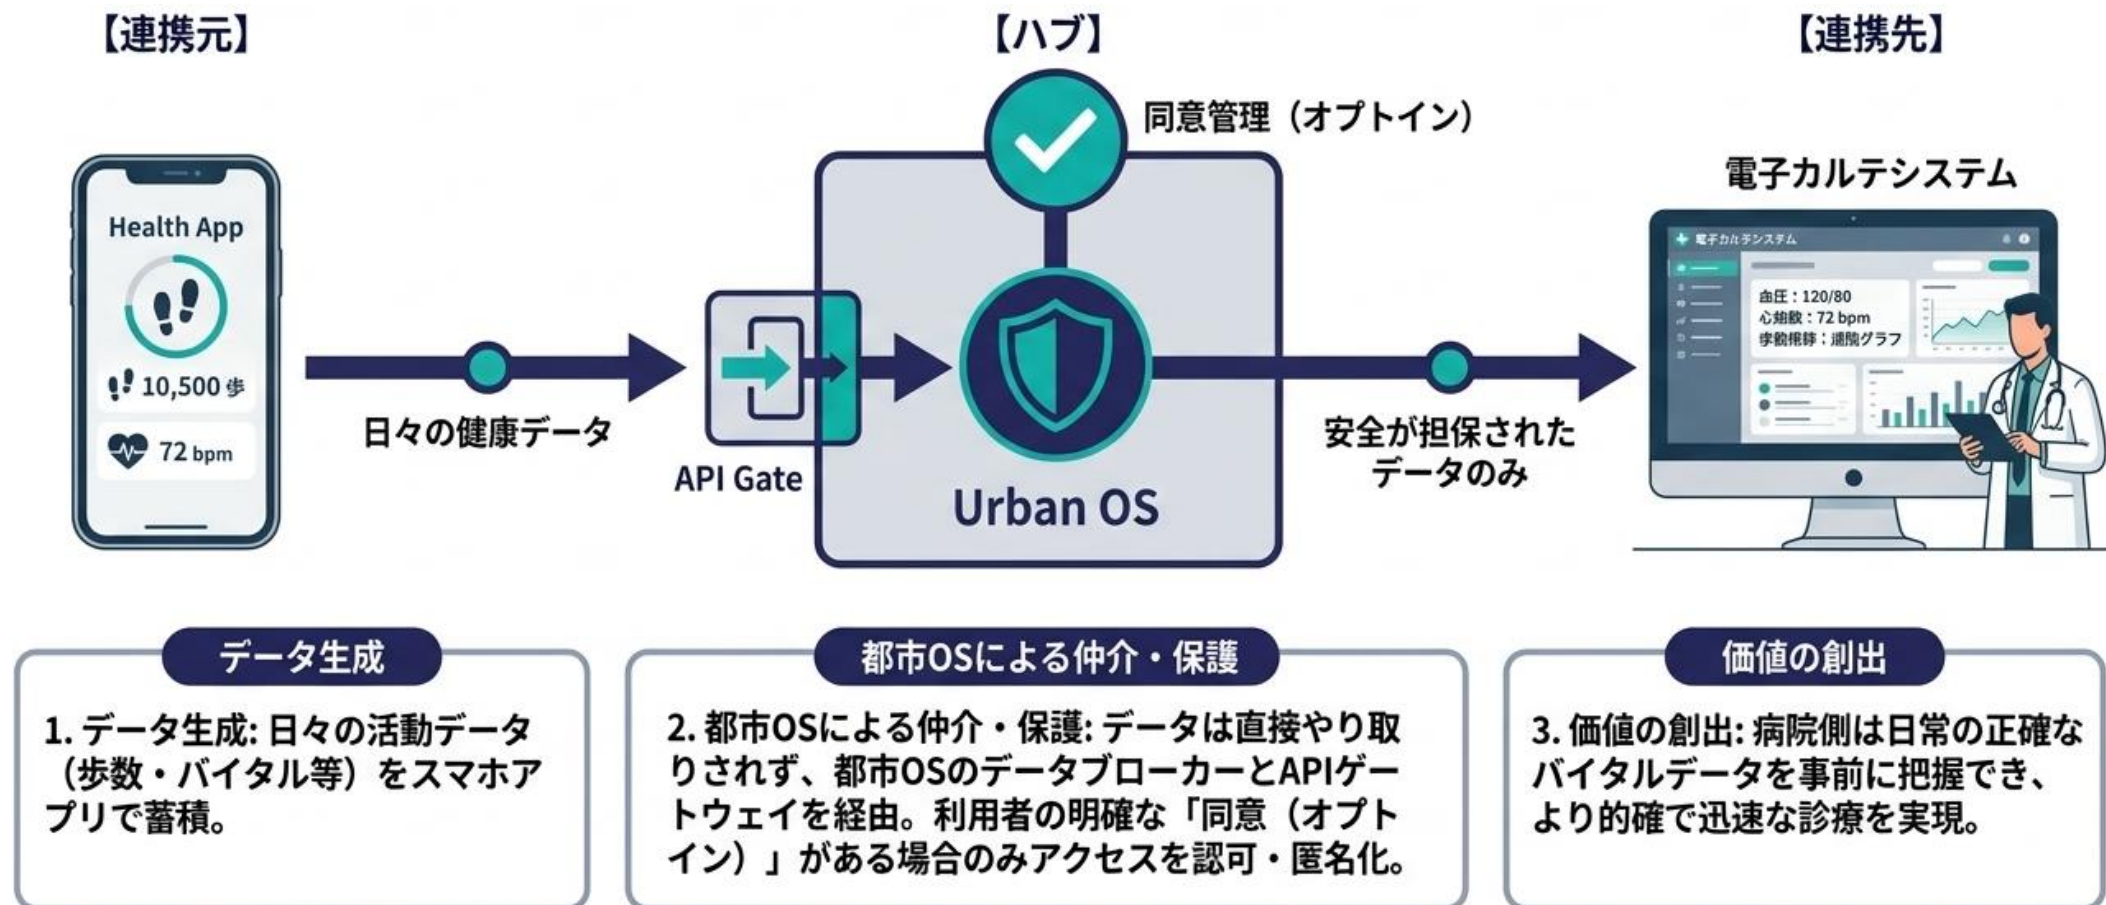 【連携元】
【ハブ】
【連携先】
同意管理（オプトイン）
電子カルテシステム
Health App
10,500 歩
72 bpm
日々の健康データ
API Gate
Urban OS
安全が担保された
データのみ
血圧：120/80
72 bpm
データ生成
1. データ生成: 日々の活動データ
（歩数・バイタル等）をスマホア
プリで蓄積。
都市OSによる仲介・保護
2. 都市OSによる仲介・保護: データは直接やり取
りされず、都市OSのデータブローカーとAPIゲー
トウェイを経由。利用者の明確な「同意（オプト
イン）」がある場合のみアクセスを認可・匿名化。
価値の創出
3. 価値の創出: 病院側は日常の正確な
バイタルデータを事前に把握でき、
より的確で迅速な診療を実現。